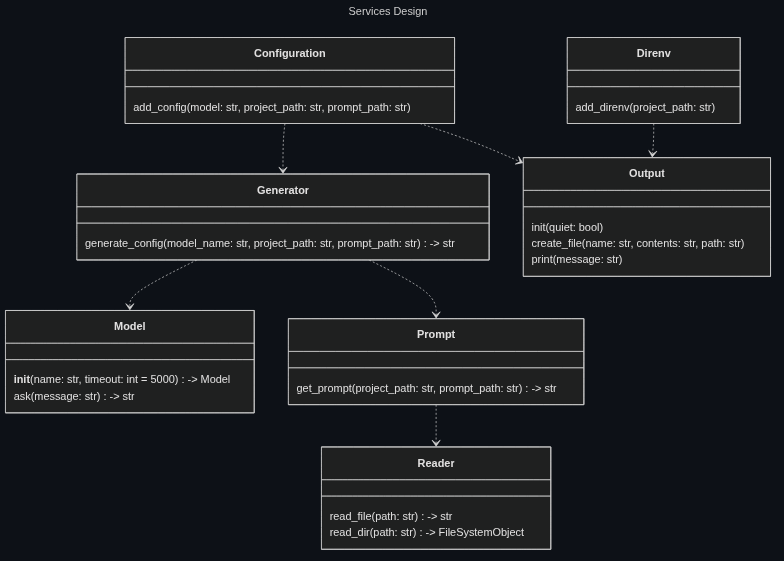 Services Design
Configuration
add_config(model: str, project_path: str, prompt_path: str)
Direnv
add_direnv(project_path: str)
Generator
generate_config(model_name: str, project_path: str, prompt_path: str) : -> str
Output
init(quiet: bool)
create_file(name: str, contents: str, path: str)
print(message: str)
Model
init(name: str, timeout: int = 5000) : -> Model
ask(message: str) : -> str
Prompt
get_prompt(project_path: str, prompt_path: str) : -> str
Reader
read_file(path: str) : -> str
read_dir(path: str) : -> FileSystemObject